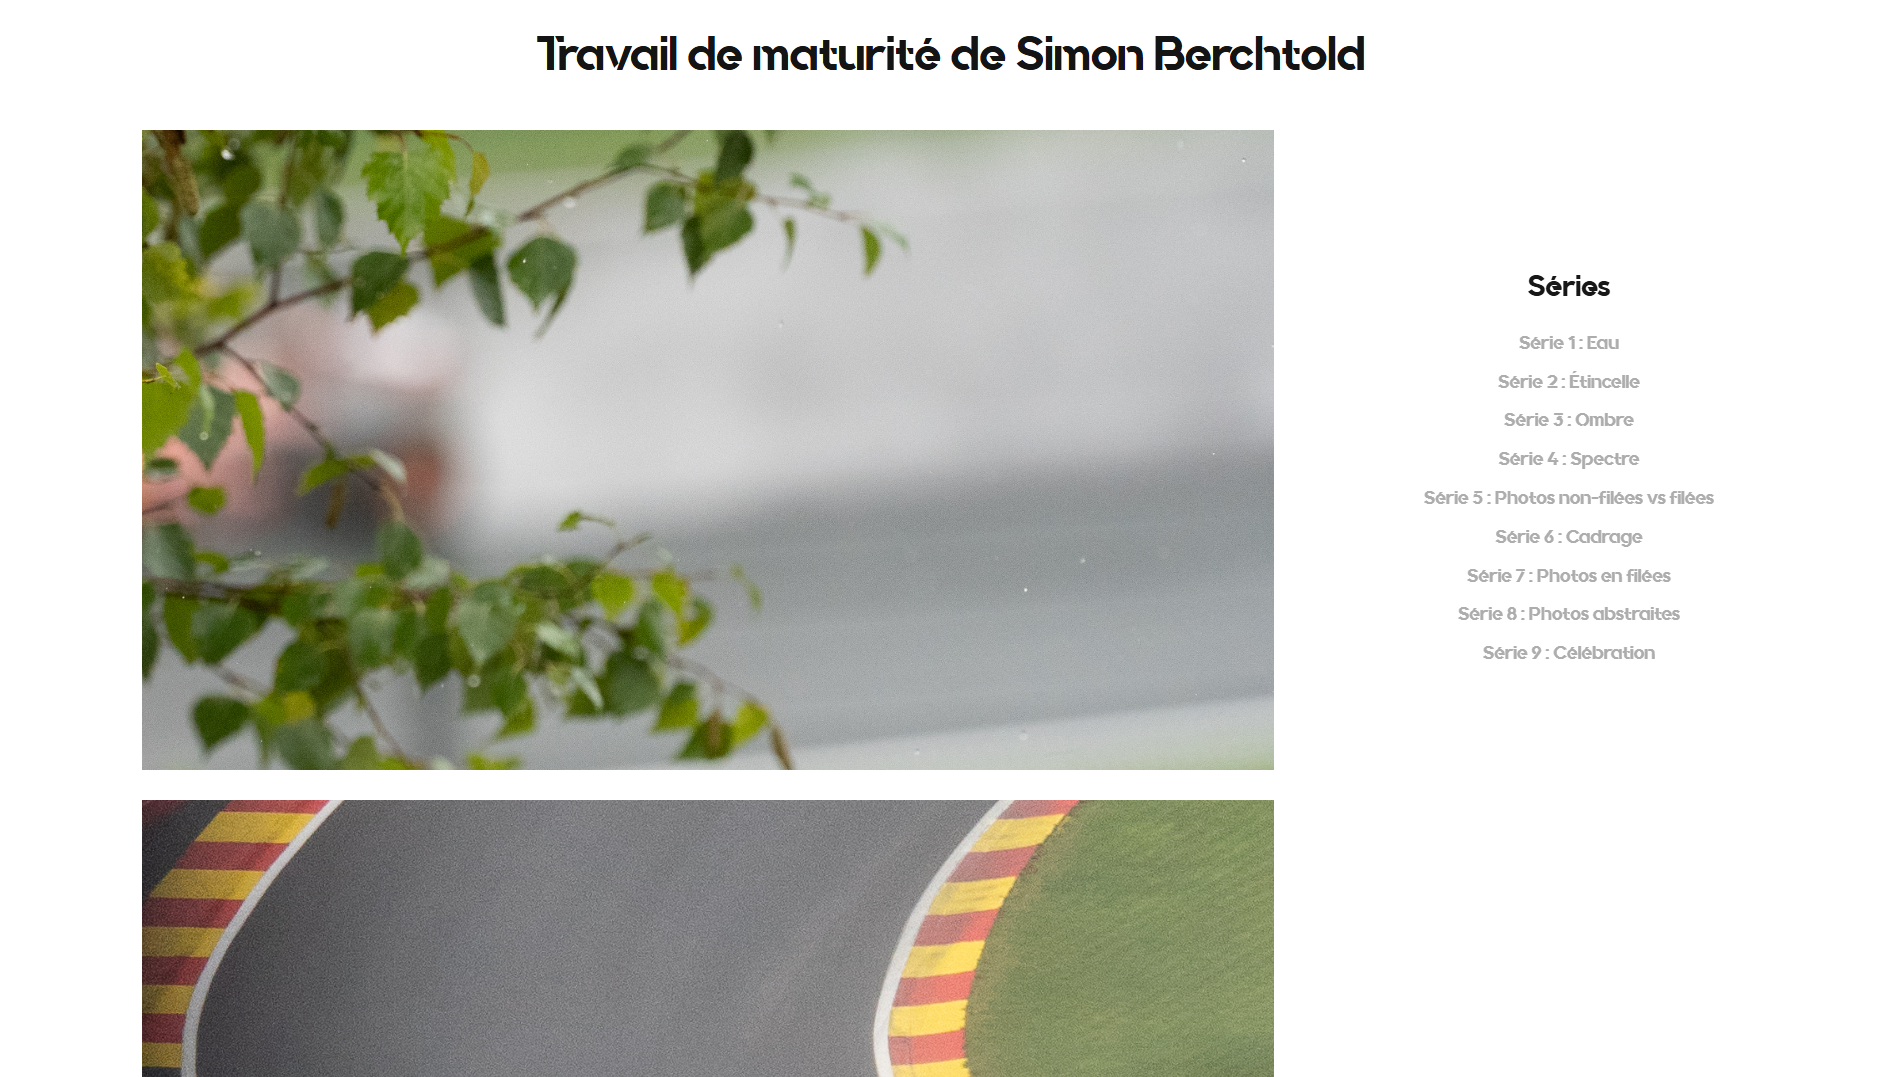 Travail de maturité de Simon Berchtold
Séries
Série 1 : Eau
Série 2 : Étincelle
Série 3 : Ombre
Série 4 : Spectre
Série 5 : Photos non-filées vs filées
Série 6 : Cadrage
Série 7 : Photos en filées
Série 8 : Photos abstraites
Série 9 : Célébration